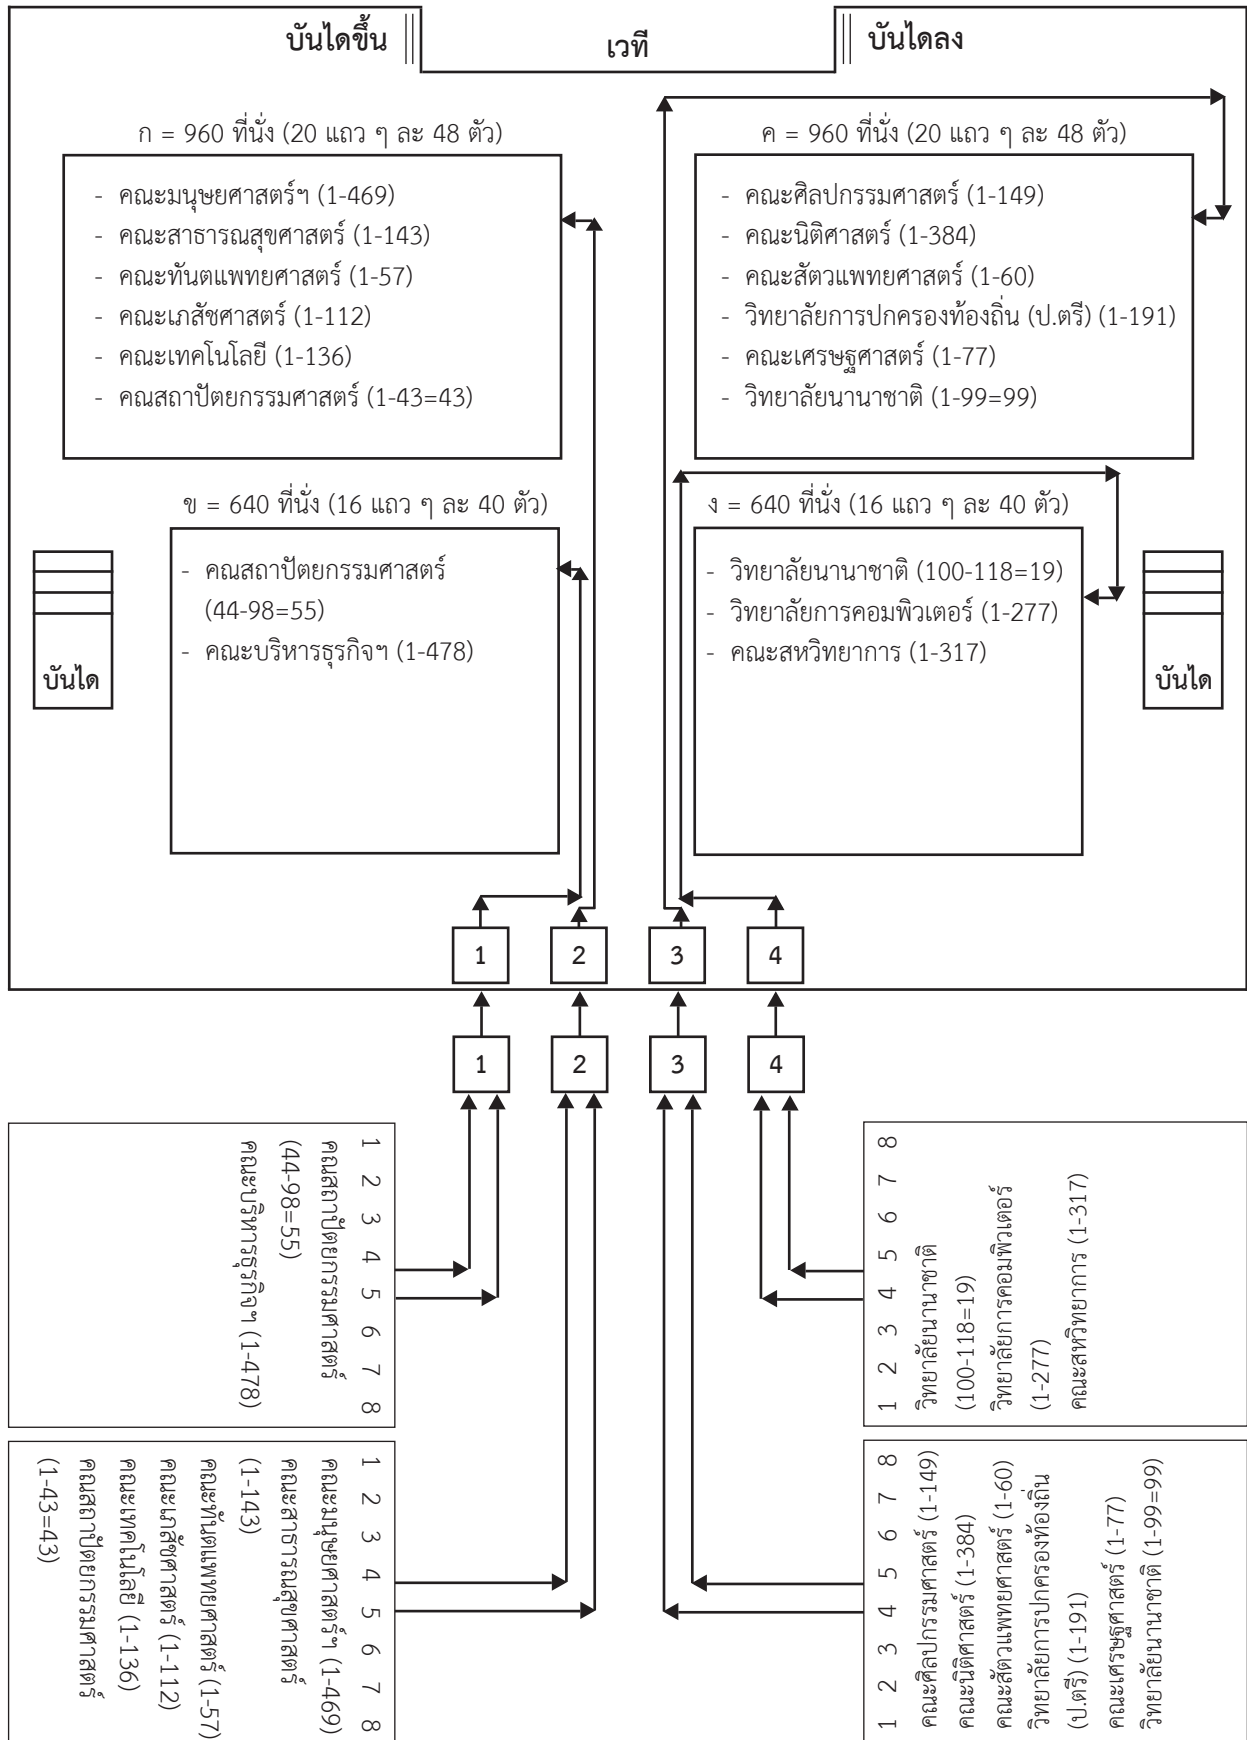 บันไดขึ้น
เวที
บันไดลง
ก = 960 ที่นั่ง (20 แถว ๆ ละ 48 ตัว)
- คณะมนุษยศาสตร์ฯ (1-469)
- คณะสาธารณสุขศาสตร์ (1-143)
- คณะทันตแพทยศาสตร์ (1-57)
- คณะเภสัชศาสตร์ (1-112)
- คณะเทคโนโลยี (1-136)
- คณสถาปัตยกรรมศาสตร์ (1-43=43)
ค = 960 ที่นั่ง (20 แถว ๆ ละ 48 ตัว)
- คณะศิลปกรรมศาสตร์ (1-149)
- คณะนิติศาสตร์ (1-384)
- คณะสัตวแพทยศาสตร์ (1-60)
- วิทยาลัยการปกครองท้องถิ่น (ป.ตรี) (1-191)
- คณะเศรษฐศาสตร์ (1-77)
- วิทยาลัยนานาชาติ (1-99=99)
ข = 640 ที่นั่ง (16 แถว ๆ ละ 40 ตัว)
- คณสถาปัตยกรรมศาสตร์
(44-98=55)
- คณะบริหารธุรกิจฯ (1-478)
ง = 640 ที่นั่ง (16 แถว ๆ ละ 40 ตัว)
- วิทยาลัยนานาชาติ (100-118=19)
- วิทยาลัยการคอมพิวเตอร์ (1-277)
- คณะสหวิทยาการ (1-317)
บันได
บันได
1 2 3 4
1 2 3 4
1 2 3 4 5 6 7 8
คณสถาปัตยกรรมศาสตร์
(44-98=55)
คณะบริหารธุรกิจฯ (1-478)
8 7 6 5 4 3 2 1
วิทยาลัยนานาชาติ
(100-118=19)
วิทยาลัยการคอมพิวเตอร์
(1-277)
คณะสหวิทยาการ (1-317)
1 2 3 4 5 6 7 8
คณะมนุษยศาสตร์ฯ (1-469)
คณะสาธารณสุขศาสตร์
(1-143)
คณะทันตแพทยศาสตร์ (1-57)
คณะเภสัชศาสตร์ (1-112)
คณะเทคโนโลยี (1-136)
คณสถาปัตยกรรมศาสตร์
(1-43=43)
8 7 6 5 4 3 2 1
คณะศิลปกรรมศาสตร์ (1-149)
คณะนิติศาสตร์ (1-384)
คณะสัตวแพทยศาสตร์ (1-60)
วิทยาลัยการปกครองท้องถิ่น
(ป.ตรี) (1-191)
คณะเศรษฐศาสตร์ (1-77)
วิทยาลัยนานาชาติ (1-99=99)